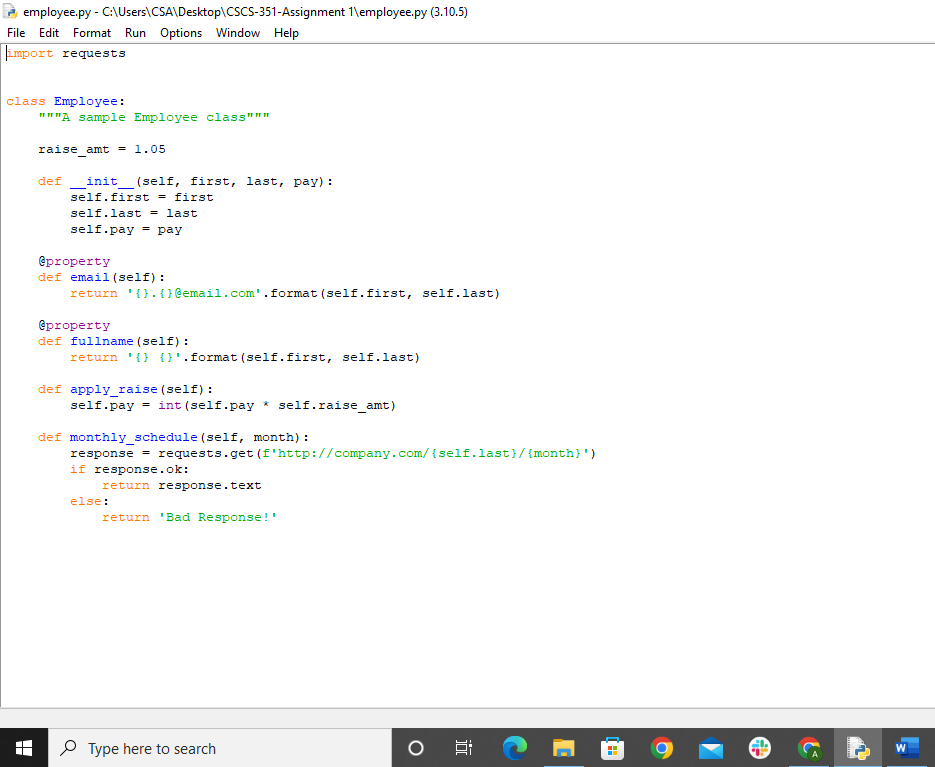 employee.py - C:\Users\CSA\Desktop\CSCS-351-Assignment 1\employee.py (3.10.5)
File Edit Format Run Options Window Help
import requests
class Employee:
    """A sample Employee class"""
    raise_amt = 1.05
    def __init__(self, first, last, pay):
        self.first = first
        self.last = last
        self.pay = pay
    @property
    def email(self):
        return '{}.{}@email.com'.format(self.first, self.last)
    @property
    def fullname(self):
        return '{} {}'.format(self.first, self.last)
    def apply_raise(self):
        self.pay = int(self.pay * self.raise_amt)
    def monthly_schedule(self, month):
        response = requests.get(f'http://company.com/{self.last}/{month}')
        if response.ok:
            return response.text
        else:
            return 'Bad Response!'
Type here to search
A
W